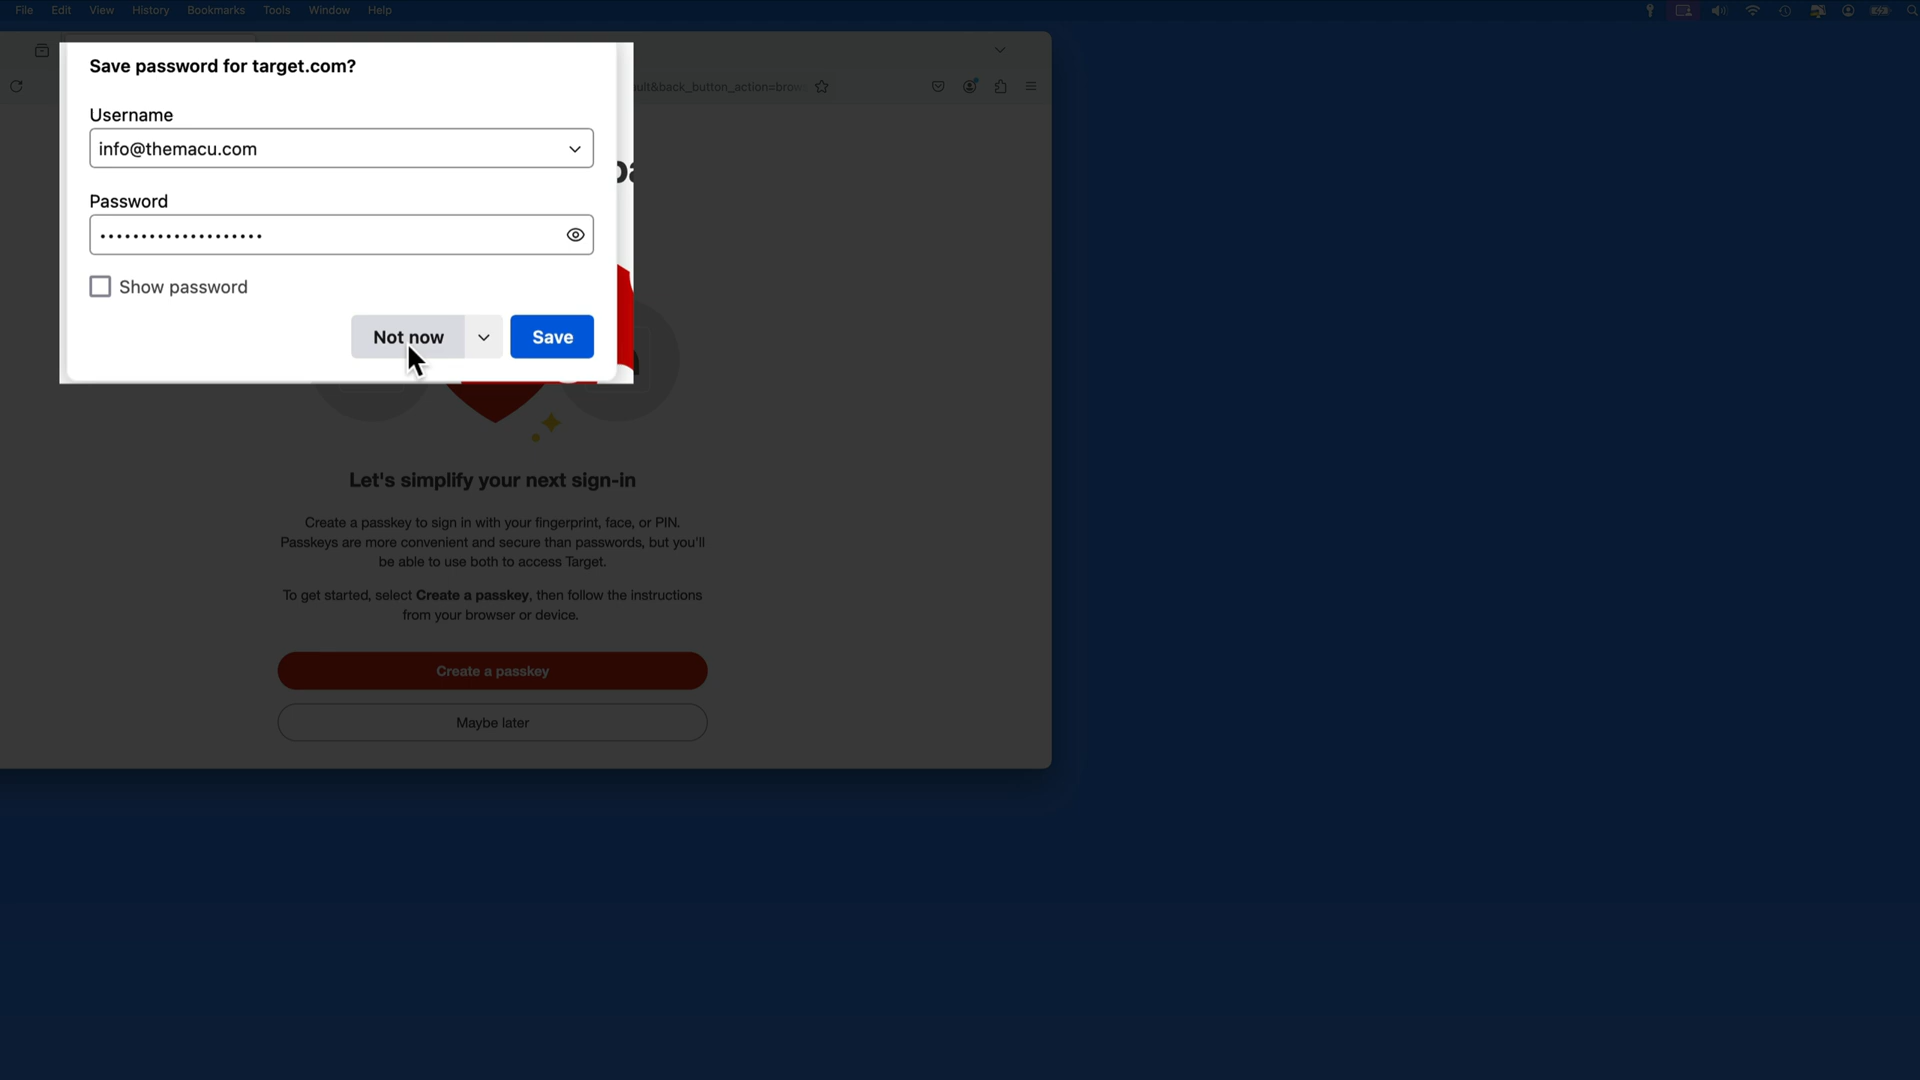 File Edit View History Bookmarks Tools Window Help
Save password for target.com?
ult&back_button_action=brow
Username
info@themacu.com
Password
••••••••••••••••••••
Show password
Not now
Save
Let's simplify your next sign-in
Create a passkey to sign in with your fingerprint, face, or PIN.
Passkeys are more convenient and secure than passwords, but you'll
be able to use both to access Target.
To get started, select Create a passkey, then follow the instructions
from your browser or device.
Create a passkey
Maybe later